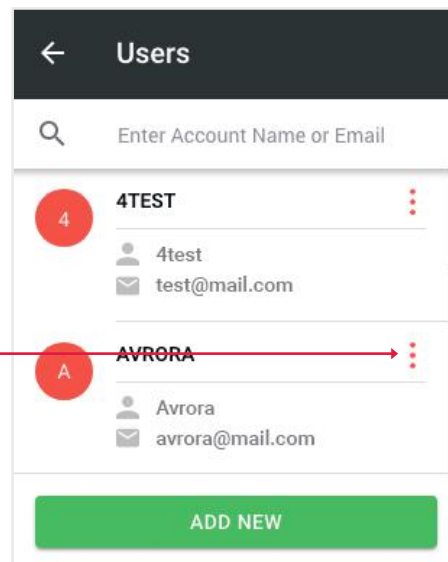 Users
Enter Account Name or Email
4
4TEST
4test
test@mail.com
A
AVRORA
Avrora
avrora@mail.com
ADD NEW